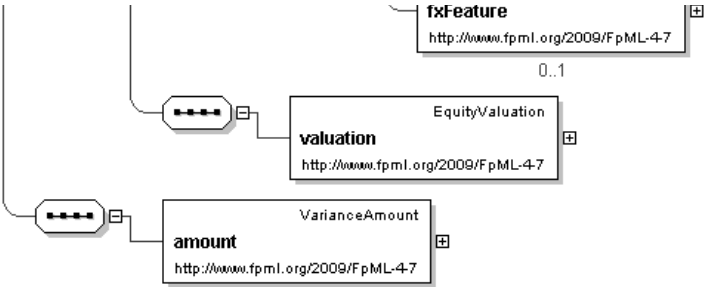 fxFeature
http://www.fpml.org/2009/FpML-4-7
0..1
EquityValuation
valuation
http://www.fpml.org/2009/FpML-4-7
VarianceAmount
amount
http://www.fpml.org/2009/FpML-4-7